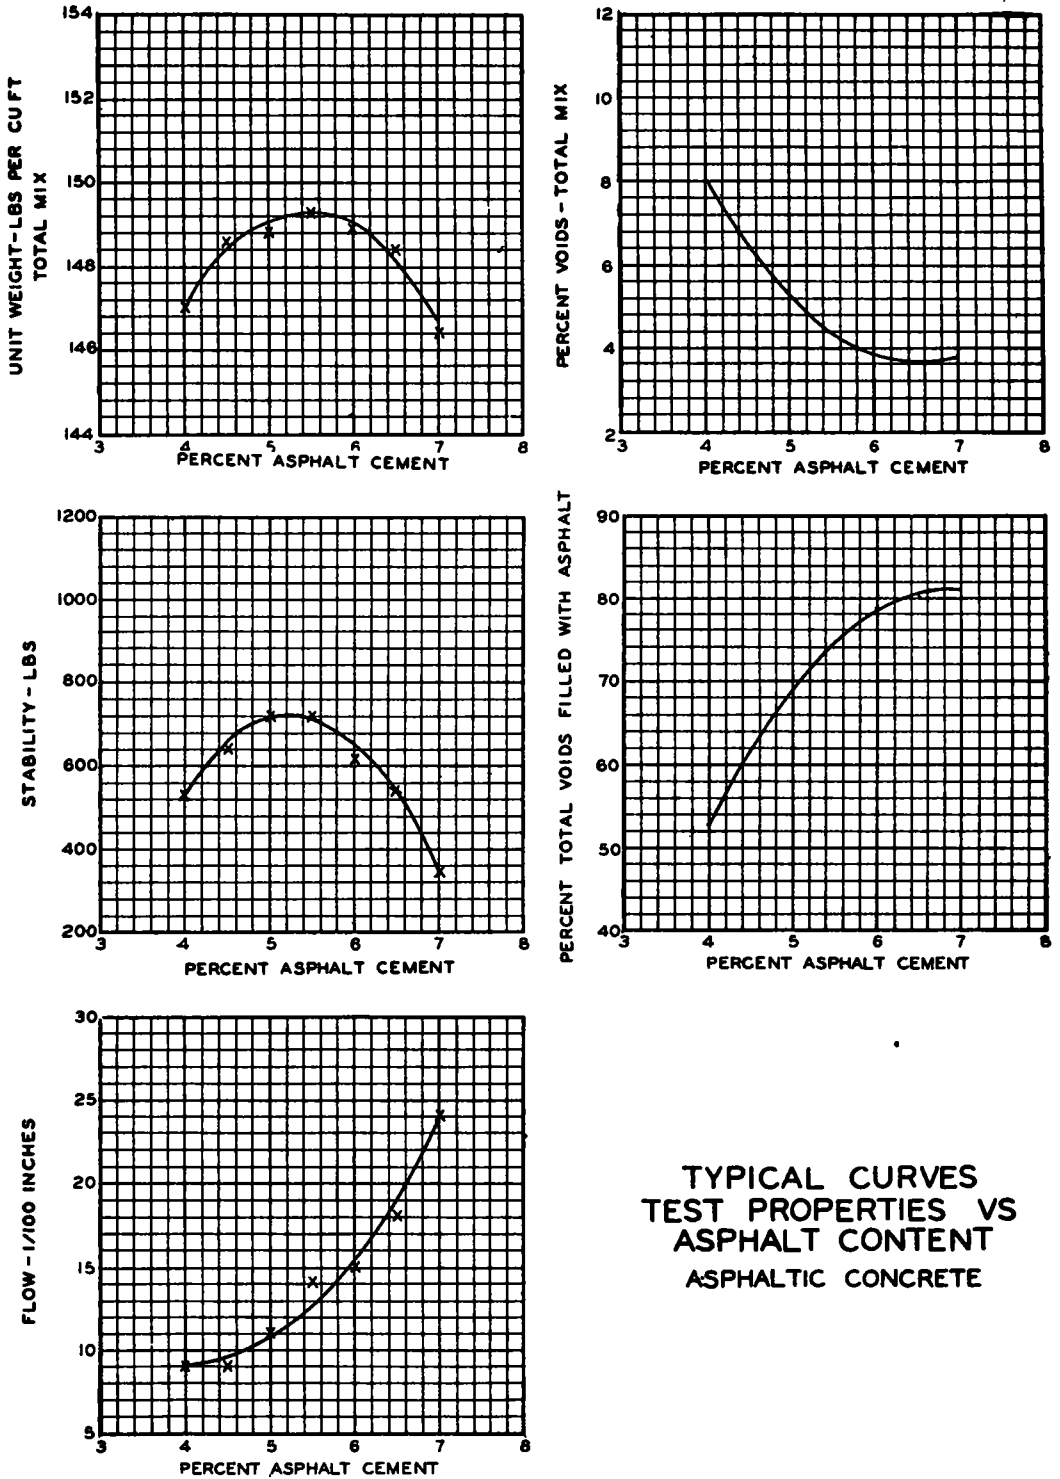 UNIT WEIGHT-LBS PER CU FT
TOTAL MIX
154
152
150
148
146
144
3 4 5 6 7 8
PERCENT ASPHALT CEMENT
PERCENT VOIDS-TOTAL MIX
12
10
8
6
4
2
3 4 5 6 7 8
PERCENT ASPHALT CEMENT
STABILITY-LBS
1200
1000
800
600
400
200
3 4 5 6 7 8
PERCENT ASPHALT CEMENT
PERCENT TOTAL VOIDS FILLED WITH ASPHALT
90
80
70
60
50
40
3 4 5 6 7 8
PERCENT ASPHALT CEMENT
FLOW-1/100 INCHES
30
25
20
15
10
5
3 4 5 6 7 8
PERCENT ASPHALT CEMENT
TYPICAL CURVES
TEST PROPERTIES VS
ASPHALT CONTENT
ASPHALTIC CONCRETE